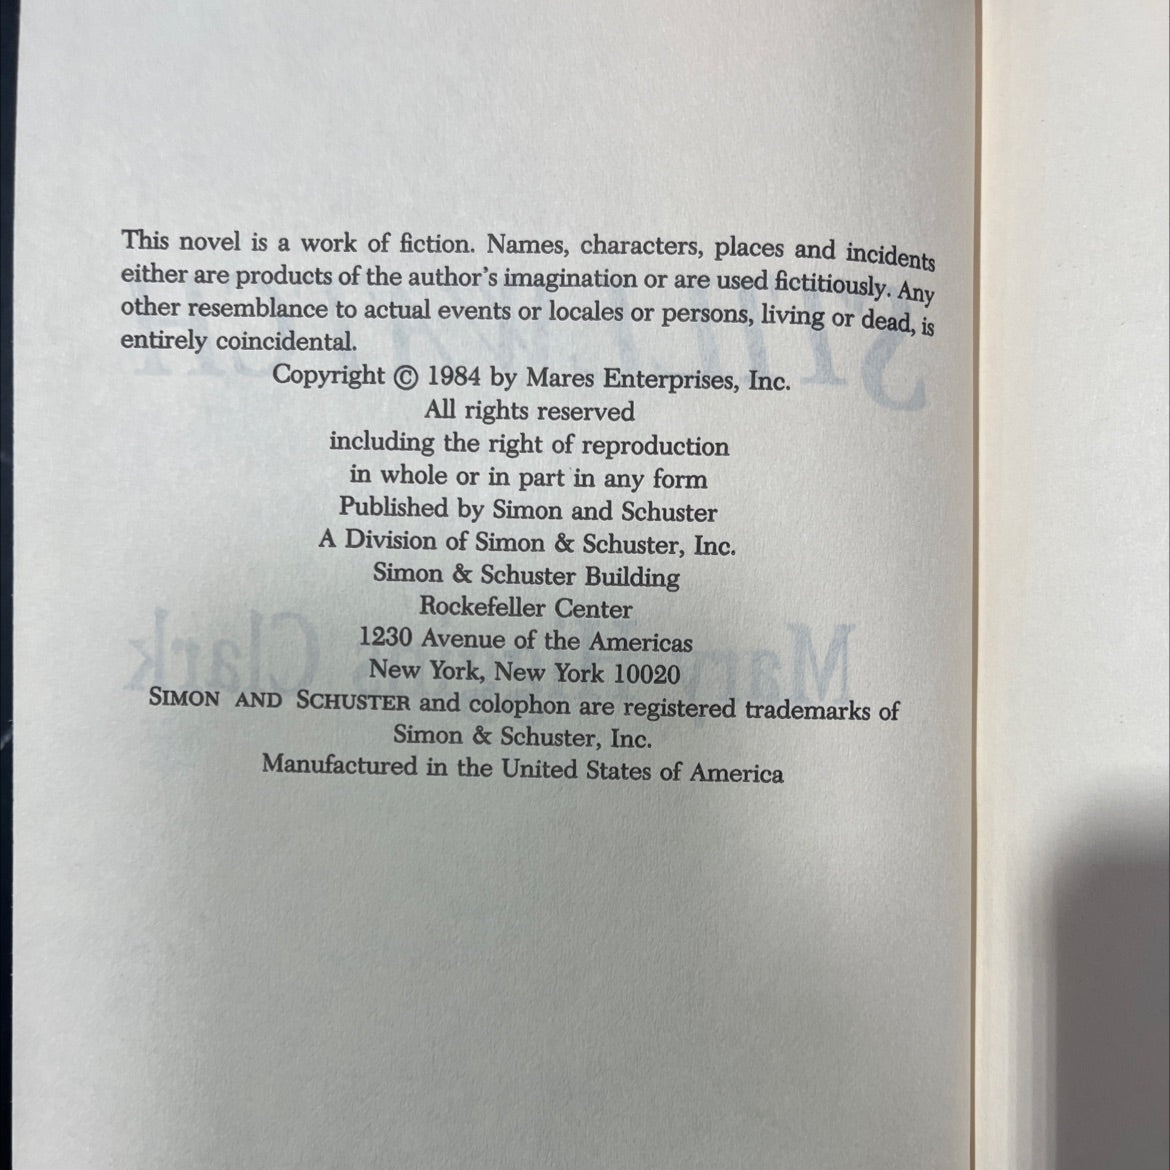 This novel is a work of fiction. Names, characters, places and incidents
either are products of the author's imagination or are used fictitiously. Any
other resemblance to actual events or locales or persons, living or dead, is
entirely coincidental.
Copyright © 1984 by Mares Enterprises, Inc.
All rights reserved
including the right of reproduction
in whole or in part in any form
Published by Simon and Schuster
A Division of Simon & Schuster, Inc.
Simon & Schuster Building
Rockefeller Center
1230 Avenue of the Americas
New York, New York 10020
SIMON AND SCHUSTER and colophon are registered trademarks of
Simon & Schuster, Inc.
Manufactured in the United States of America